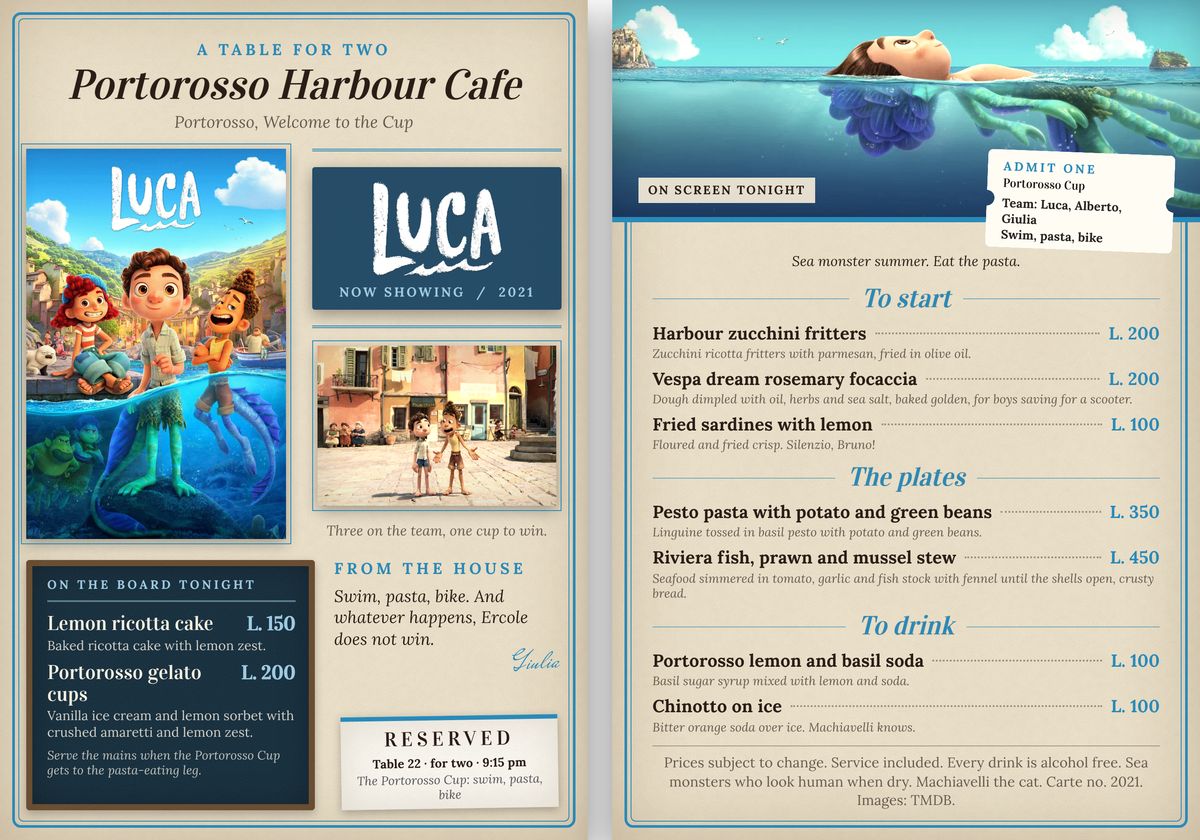 A TABLE FOR TWO
Portorosso Harbour Cafe
Portorosso, Welcome to the Cup
LUCA
LUCA
NOW SHOWING / 2021
Three on the team, one cup to win.
ON THE BOARD TONIGHT
Lemon ricotta cake L. 150
Baked ricotta cake with lemon zest.
Portorosso gelato L. 200
cups
Vanilla ice cream and lemon sorbet with
crushed amaretti and lemon zest.
Serve the mains when the Portorosso Cup
gets to the pasta-eating leg.
FROM THE HOUSE
Swim, pasta, bike. And
whatever happens, Ercole
does not win.
Giulia
RESERVED
Table 22 · for two · 9:15 pm
The Portorosso Cup: swim, pasta,
bike
ON SCREEN TONIGHT
ADMIT ONE
Portorosso Cup
Team: Luca, Alberto,
Giulia
Swim, pasta, bike
Sea monster summer. Eat the pasta.
To start
Harbour zucchini fritters L. 200
Zucchini ricotta fritters with parmesan, fried in olive oil.
Vespa dream rosemary focaccia L. 200
Dough dimpled with oil, herbs and sea salt, baked golden, for boys saving for a scooter.
Fried sardines with lemon L. 100
Floured and fried crisp. Silenzio, Bruno!
The plates
Pesto pasta with potato and green beans L. 350
Linguine tossed in basil pesto with potato and green beans.
Riviera fish, prawn and mussel stew L. 450
Seafood simmered in tomato, garlic and fish stock with fennel until the shells open, crusty
bread.
To drink
Portorosso lemon and basil soda L. 100
Basil sugar syrup mixed with lemon and soda.
Chinotto on ice L. 100
Bitter orange soda over ice. Machiavelli knows.
Prices subject to change. Service included. Every drink is alcohol free. Sea
monsters who look human when dry. Machiavelli the cat. Carte no. 2021.
Images: TMDB.